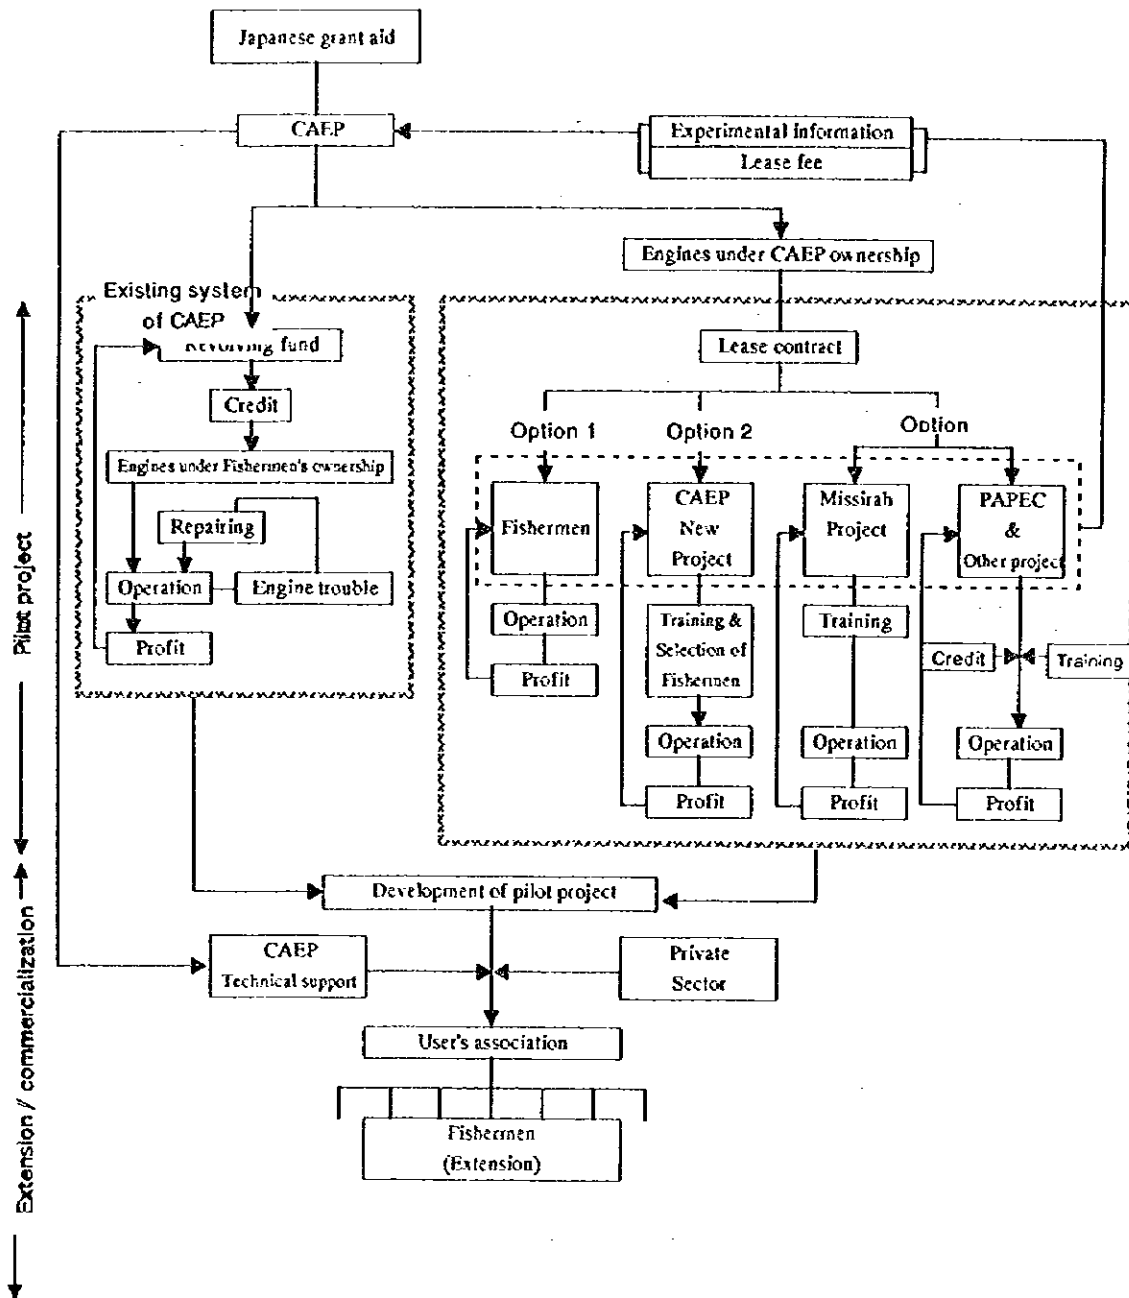 Japanese grant aid
CAEP
Experimental information
Lease fee
Engines under CAEP ownership
Existing system
of CAEP
Revolving fund
Credit
Engines under Fishermen's ownership
Repairing
Operation
Engine trouble
Profit
Lease contract
Option 1
Option 2
Option
Fishermen
CAEP
New
Project
Missirah
Project
PAPEC
&
Other project
Operation
Profit
Training &
Selection of
Fishermen
Operation
Profit
Training
Operation
Profit
Credit
Training
Operation
Profit
Pilot project
Extension / commercialization
Development of pilot project
CAEP
Technical support
Private
Sector
User's association
Fishermen
(Extension)